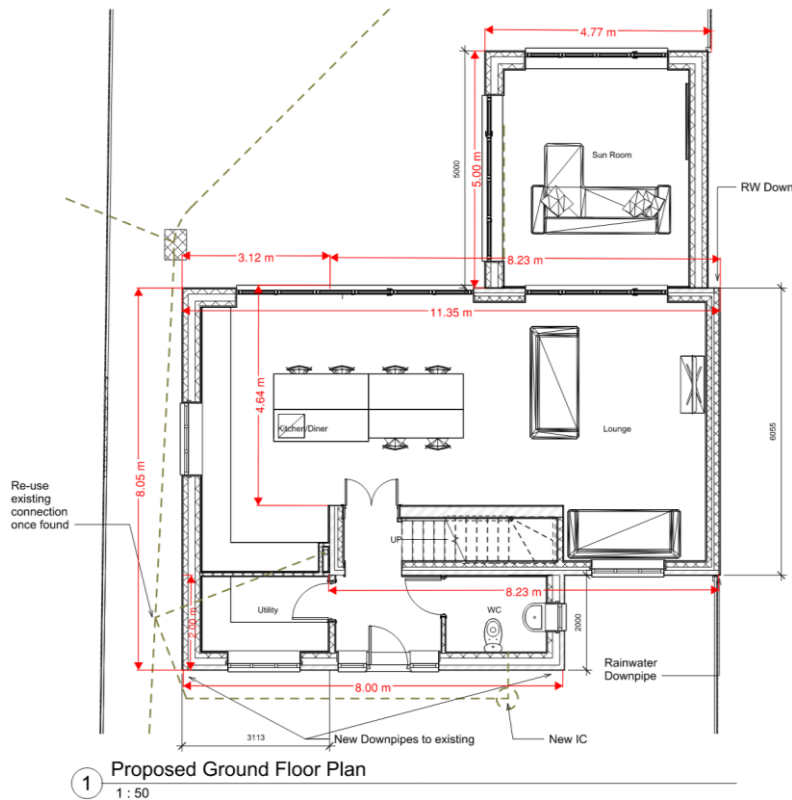 4.77 m
Sun Room
5000
5.00 m
RW Down
3.12 m
8.23 m
11.35 m
4.64 m
Kitchen/Diner
Lounge
8.05 m
6055
Re-use
existing
connection
once found
UP
8.23 m
Utility
WC
2.00 m
2000
Rainwater
Downpipe
8.00 m
3113
New Downpipes to existing
New IC
1
Proposed Ground Floor Plan
1 : 50